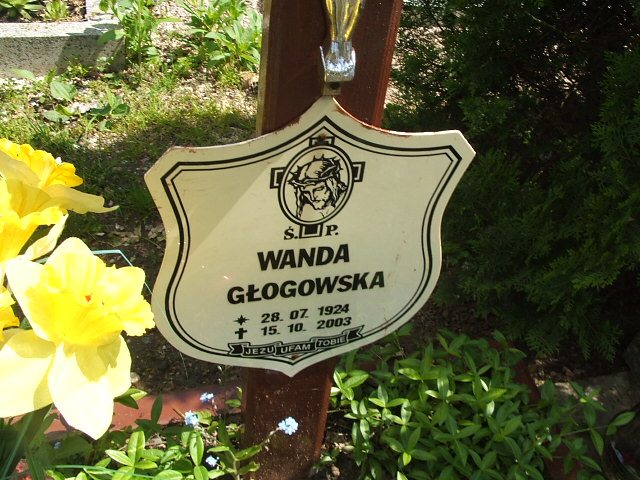 Ś. P.
WANDA
GŁOGOWSKA
28. 07. 1924
15. 10. 2003
JEZU UFAM TOBIE